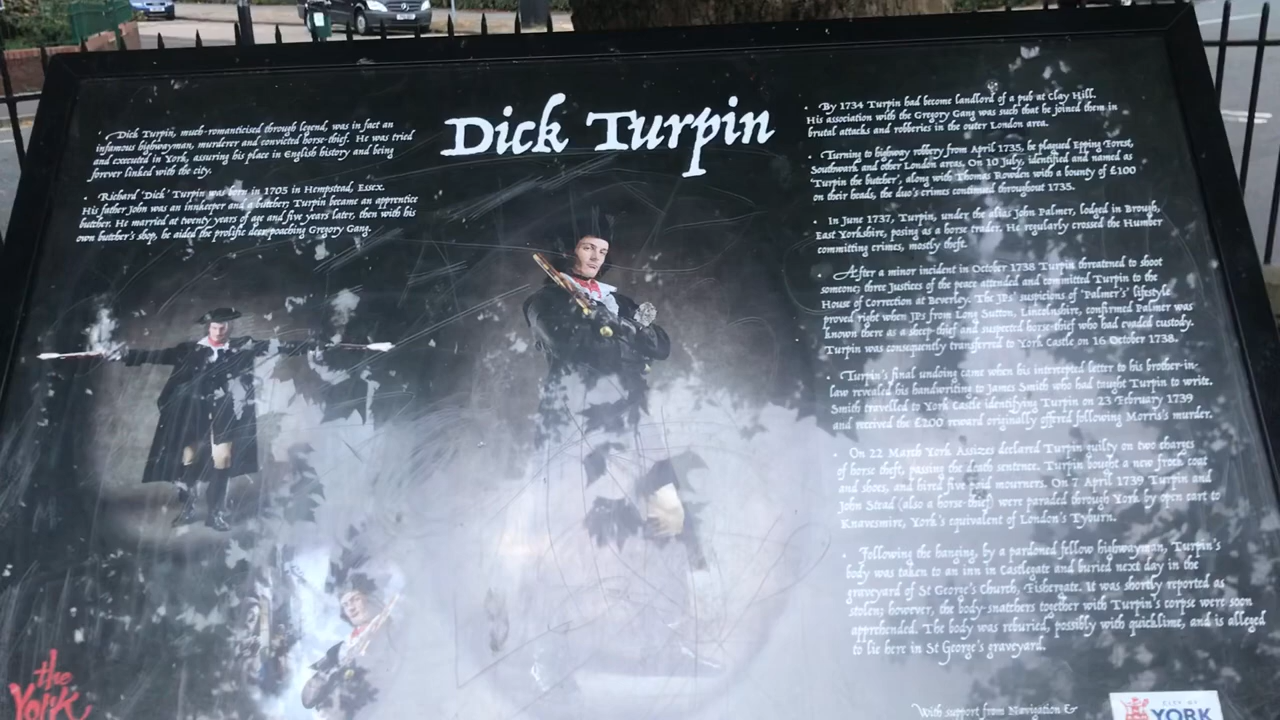 Dick Turpin
• Dick Turpin, much-romanticised through legend, was in fact an
infamous highwayman, murderer and convicted horse-thief. He was tried
and executed in York, assuring his place in English history and being
forever linked with the city.
• Richard 'Dick' Turpin was born in 1705 in Hempstead, Essex.
His father John was an innkeeper and a butcher; Turpin became an apprentice
butcher. He married at twenty years of age and five years later, then with his
own butcher's shop, he aided the prolific deer-poaching Gregory Gang.
• By 1734 Turpin had become landlord of a pub at Clay Hill.
His association with the Gregory Gang was such that he joined them in
brutal attacks and robberies in the outer London area.
• Turning to highway robbery from April 1735, he plagued Epping Forest,
Southwark and other London areas. On 10 July, identified and named as
'Turpin the butcher', along with Thomas Rowden with a bounty of £100
on their heads, the duo's crimes continued throughout 1735.
• In June 1737, Turpin, under the alias John Palmer, lodged in Brough,
East Yorkshire, posing as a horse trader. He regularly crossed the Humber
committing crimes, mostly theft.
• After a minor incident in October 1738 Turpin threatned to shoot
someone; three Justices of the peace attended and committed Turpin to the
House of Correction at Beverley. The JPs' suspicions of 'Palmer's' lifestyle
proved right when JPs from Long Sutton, Lincolnshire, confirmed Palmer was
known there as a sheep-thief and suspected horse-thief who had evaded custody.
Turpin was consequently transferred to York Castle on 16 October 1738.
• Turpin's final undoing came when his intercepted letter to his brother-in-
law revealed his handwriting to James Smith who had taught Turpin to write.
Smith travelled to York Castle identifying Turpin on 23 February 1739
and received the £200 reward originally offered following Morris's murder.
• On 22 March York Assizes declared Turpin guilty on two charges
of horse theft, passing the death sentence. Turpin bought a new frock coat
and shoes, and hired five paid mourners. On 7 April 1739 Turpin and
John Stead (also a horse-thief) were paraded through York by open cart to
Knavesmire, York's equivalent of London's Tyburn.
• Following the hanging, by a pardoned fellow highwayman, Turpin's
body was taken to an inn in Castlegate and buried next day in the
graveyard of St George's Church, Fishergate. It was shortly reported as
stolen; however, the body-snatchers together with Turpin's corpse were soon
apprehended. The body was reburied, possibly with quicklime, and is alleged
to lie here in St George's graveyard.
the
York
With support from Navigation &
CITY OF
YORK